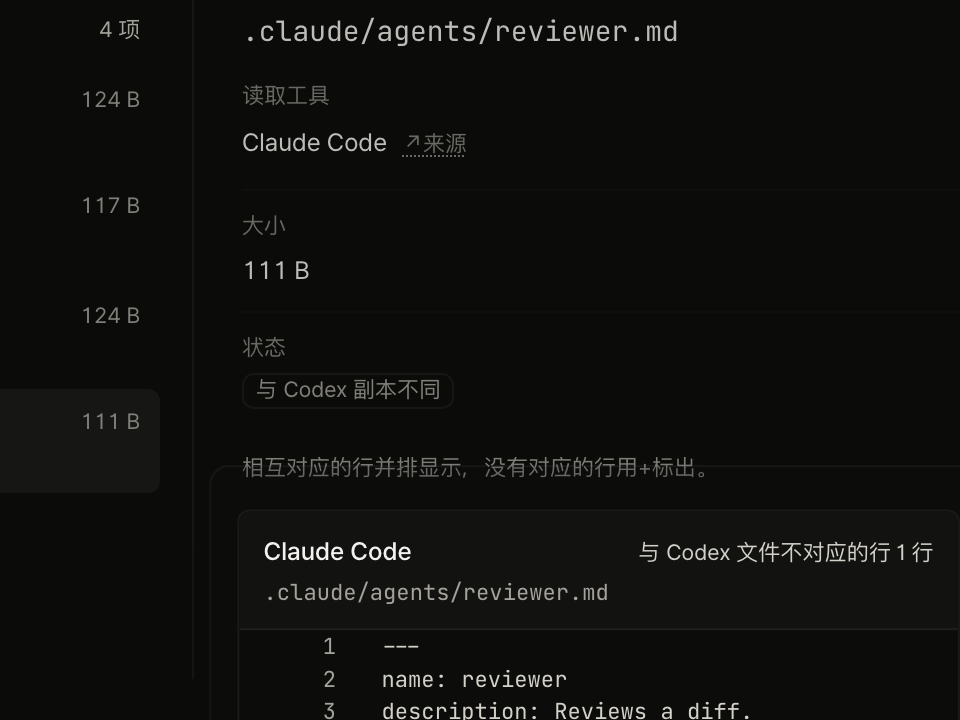 4 项
124 B
117 B
124 B
111 B
.claude/agents/reviewer.md
读取工具
Claude Code ↗来源
大小
111 B
状态
与 Codex 副本不同
相互对应的行并排显示，没有对应的行用+标出。
Claude Code 与 Codex 文件不对应的行 1 行
.claude/agents/reviewer.md
1 ---
2 name: reviewer
3 description: Reviews a diff.